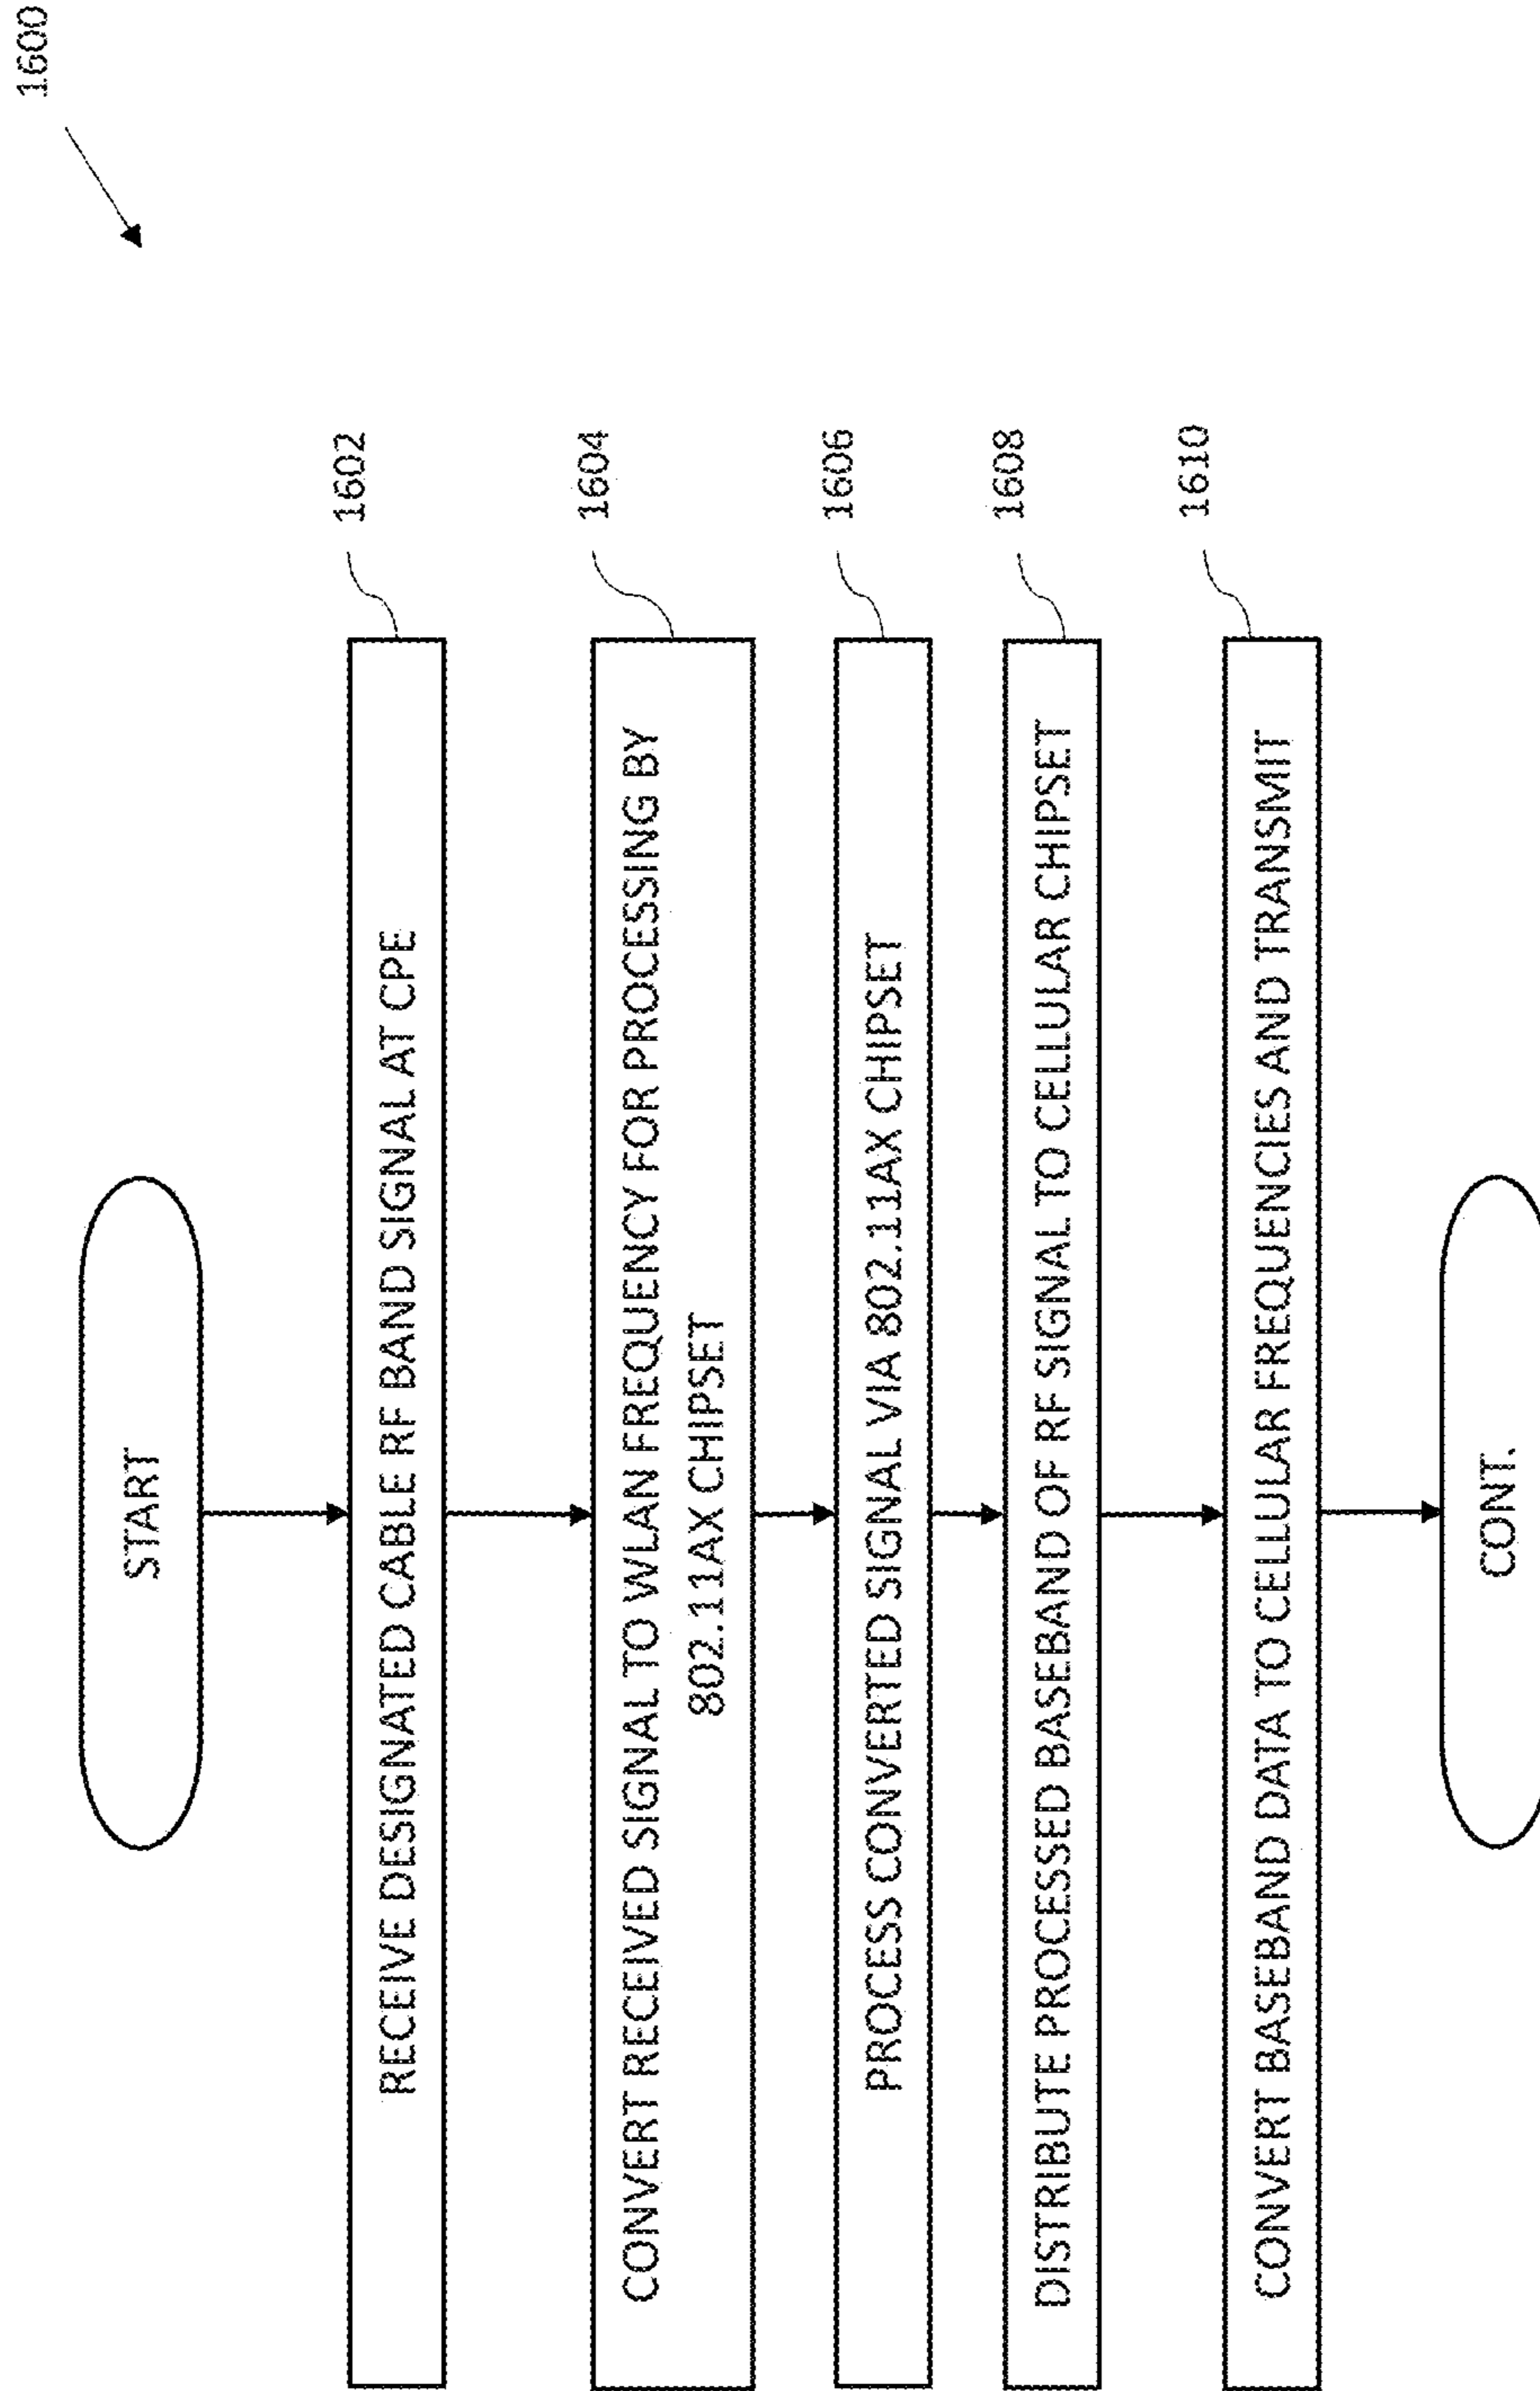 1600
START
RECEIVE DESIGNATED CABLE RF BAND SIGNAL AT CPE
1602
CONVERT RECEIVED SIGNAL TO WLAN FREQUENCY FOR PROCESSING BY
802.11AX CHIPSET
1604
PROCESS CONVERTED SIGNAL VIA 802.11AX CHIPSET
1606
DISTRIBUTE PROCESSED BASEBAND OF RF SIGNAL TO CELLULAR CHIPSET
1608
CONVERT BASEBAND DATA TO CELLULAR FREQUENCIES AND TRANSMIT
1610
CONT.